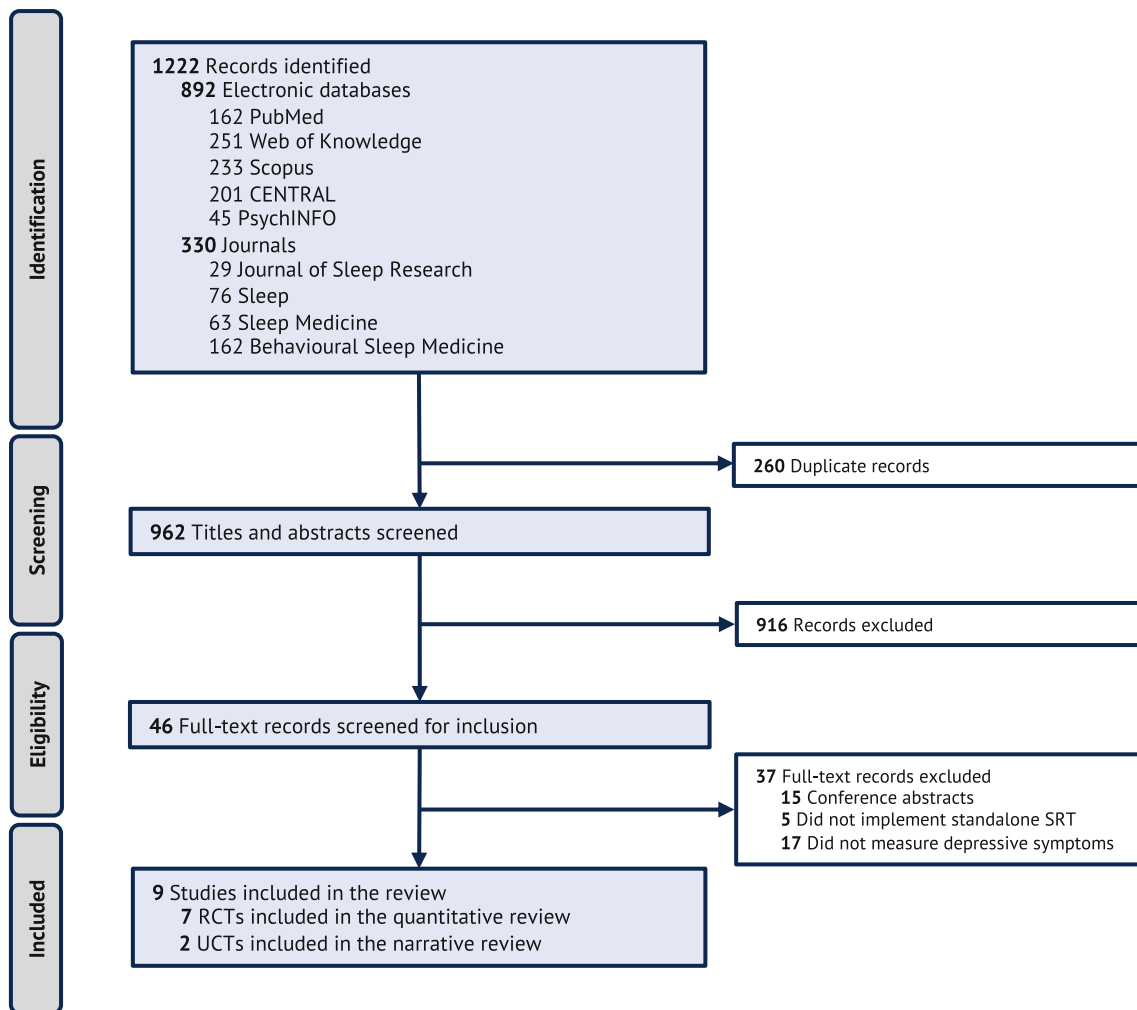 Identification
1222 Records identified
892 Electronic databases
162 PubMed
251 Web of Knowledge
233 Scopus
201 CENTRAL
45 PsychINFO
330 Journals
29 Journal of Sleep Research
76 Sleep
63 Sleep Medicine
162 Behavioural Sleep Medicine
Screening
260 Duplicate records
962 Titles and abstracts screened
916 Records excluded
Eligibility
46 Full-text records screened for inclusion
37 Full-text records excluded
15 Conference abstracts
5 Did not implement standalone SRT
17 Did not measure depressive symptoms
Included
9 Studies included in the review
7 RCTs included in the quantitative review
2 UCTs included in the narrative review